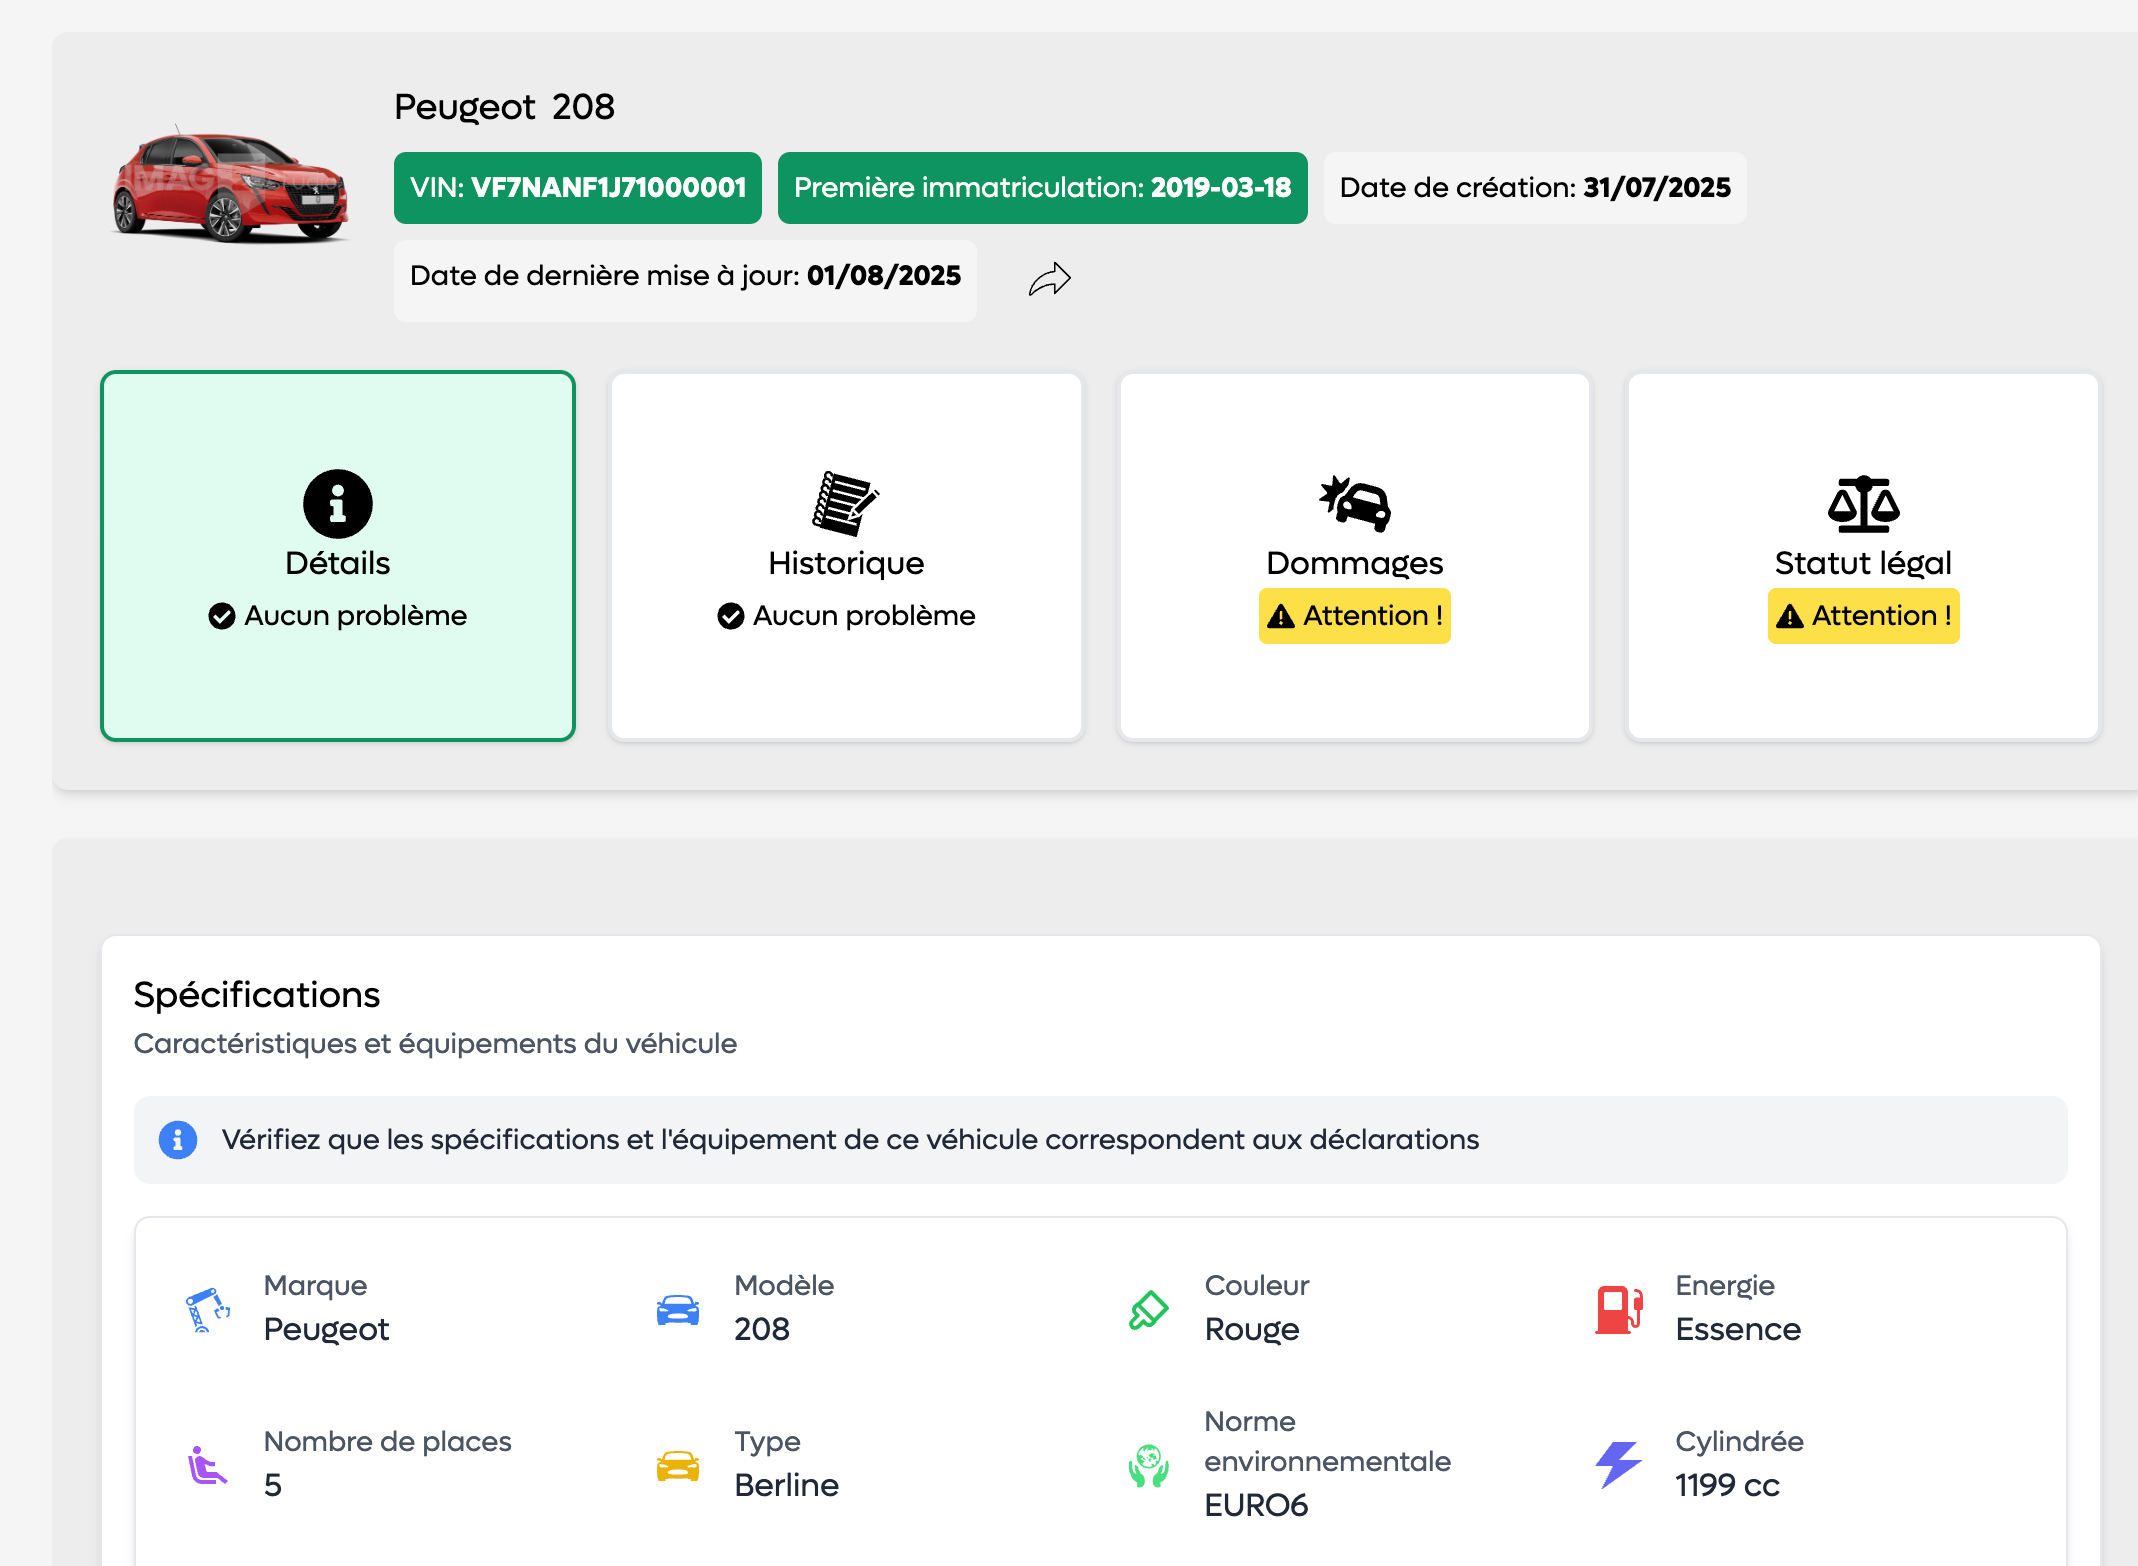 Peugeot 208
VIN: VF7NANF1J71000001
Première immatriculation: 2019-03-18
Date de création: 31/07/2025
Date de dernière mise à jour: 01/08/2025
Détails
Aucun problème
Historique
Aucun problème
Dommages
Attention !
Statut légal
Attention !
Spécifications
Caractéristiques et équipements du véhicule
Vérifiez que les spécifications et l'équipement de ce véhicule correspondent aux déclarations
Marque
Peugeot
Modèle
208
Couleur
Rouge
Energie
Essence
Nombre de places
5
Type
Berline
Norme
environnementale
EURO6
Cylindrée
1199 cc